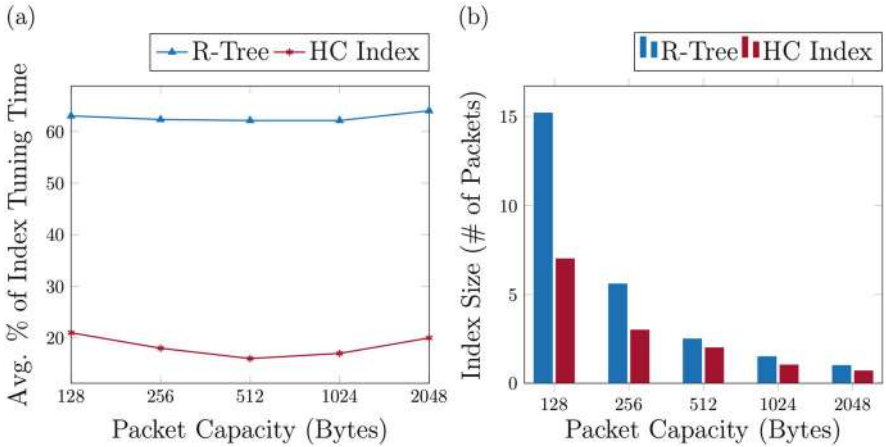 (a)
R-Tree HC Index
Avg. % of Index Tuning Time
60
50
40
30
20
128 256 512 1024 2048
Packet Capacity (Bytes)
(b)
R-Tree HC Index
Index Size (# of Packets)
15
10
5
0
128 256 512 1024 2048
Packet Capacity (Bytes)